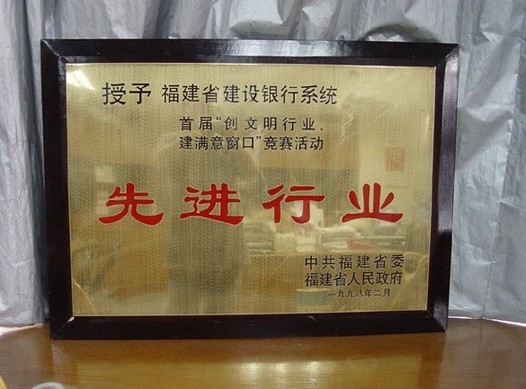 授予 福建省建设银行系统
首届“创文明行业、
建满意窗口”竞赛活动
先进行业
中共福建省委
福建省人民政府
一九九八年二月